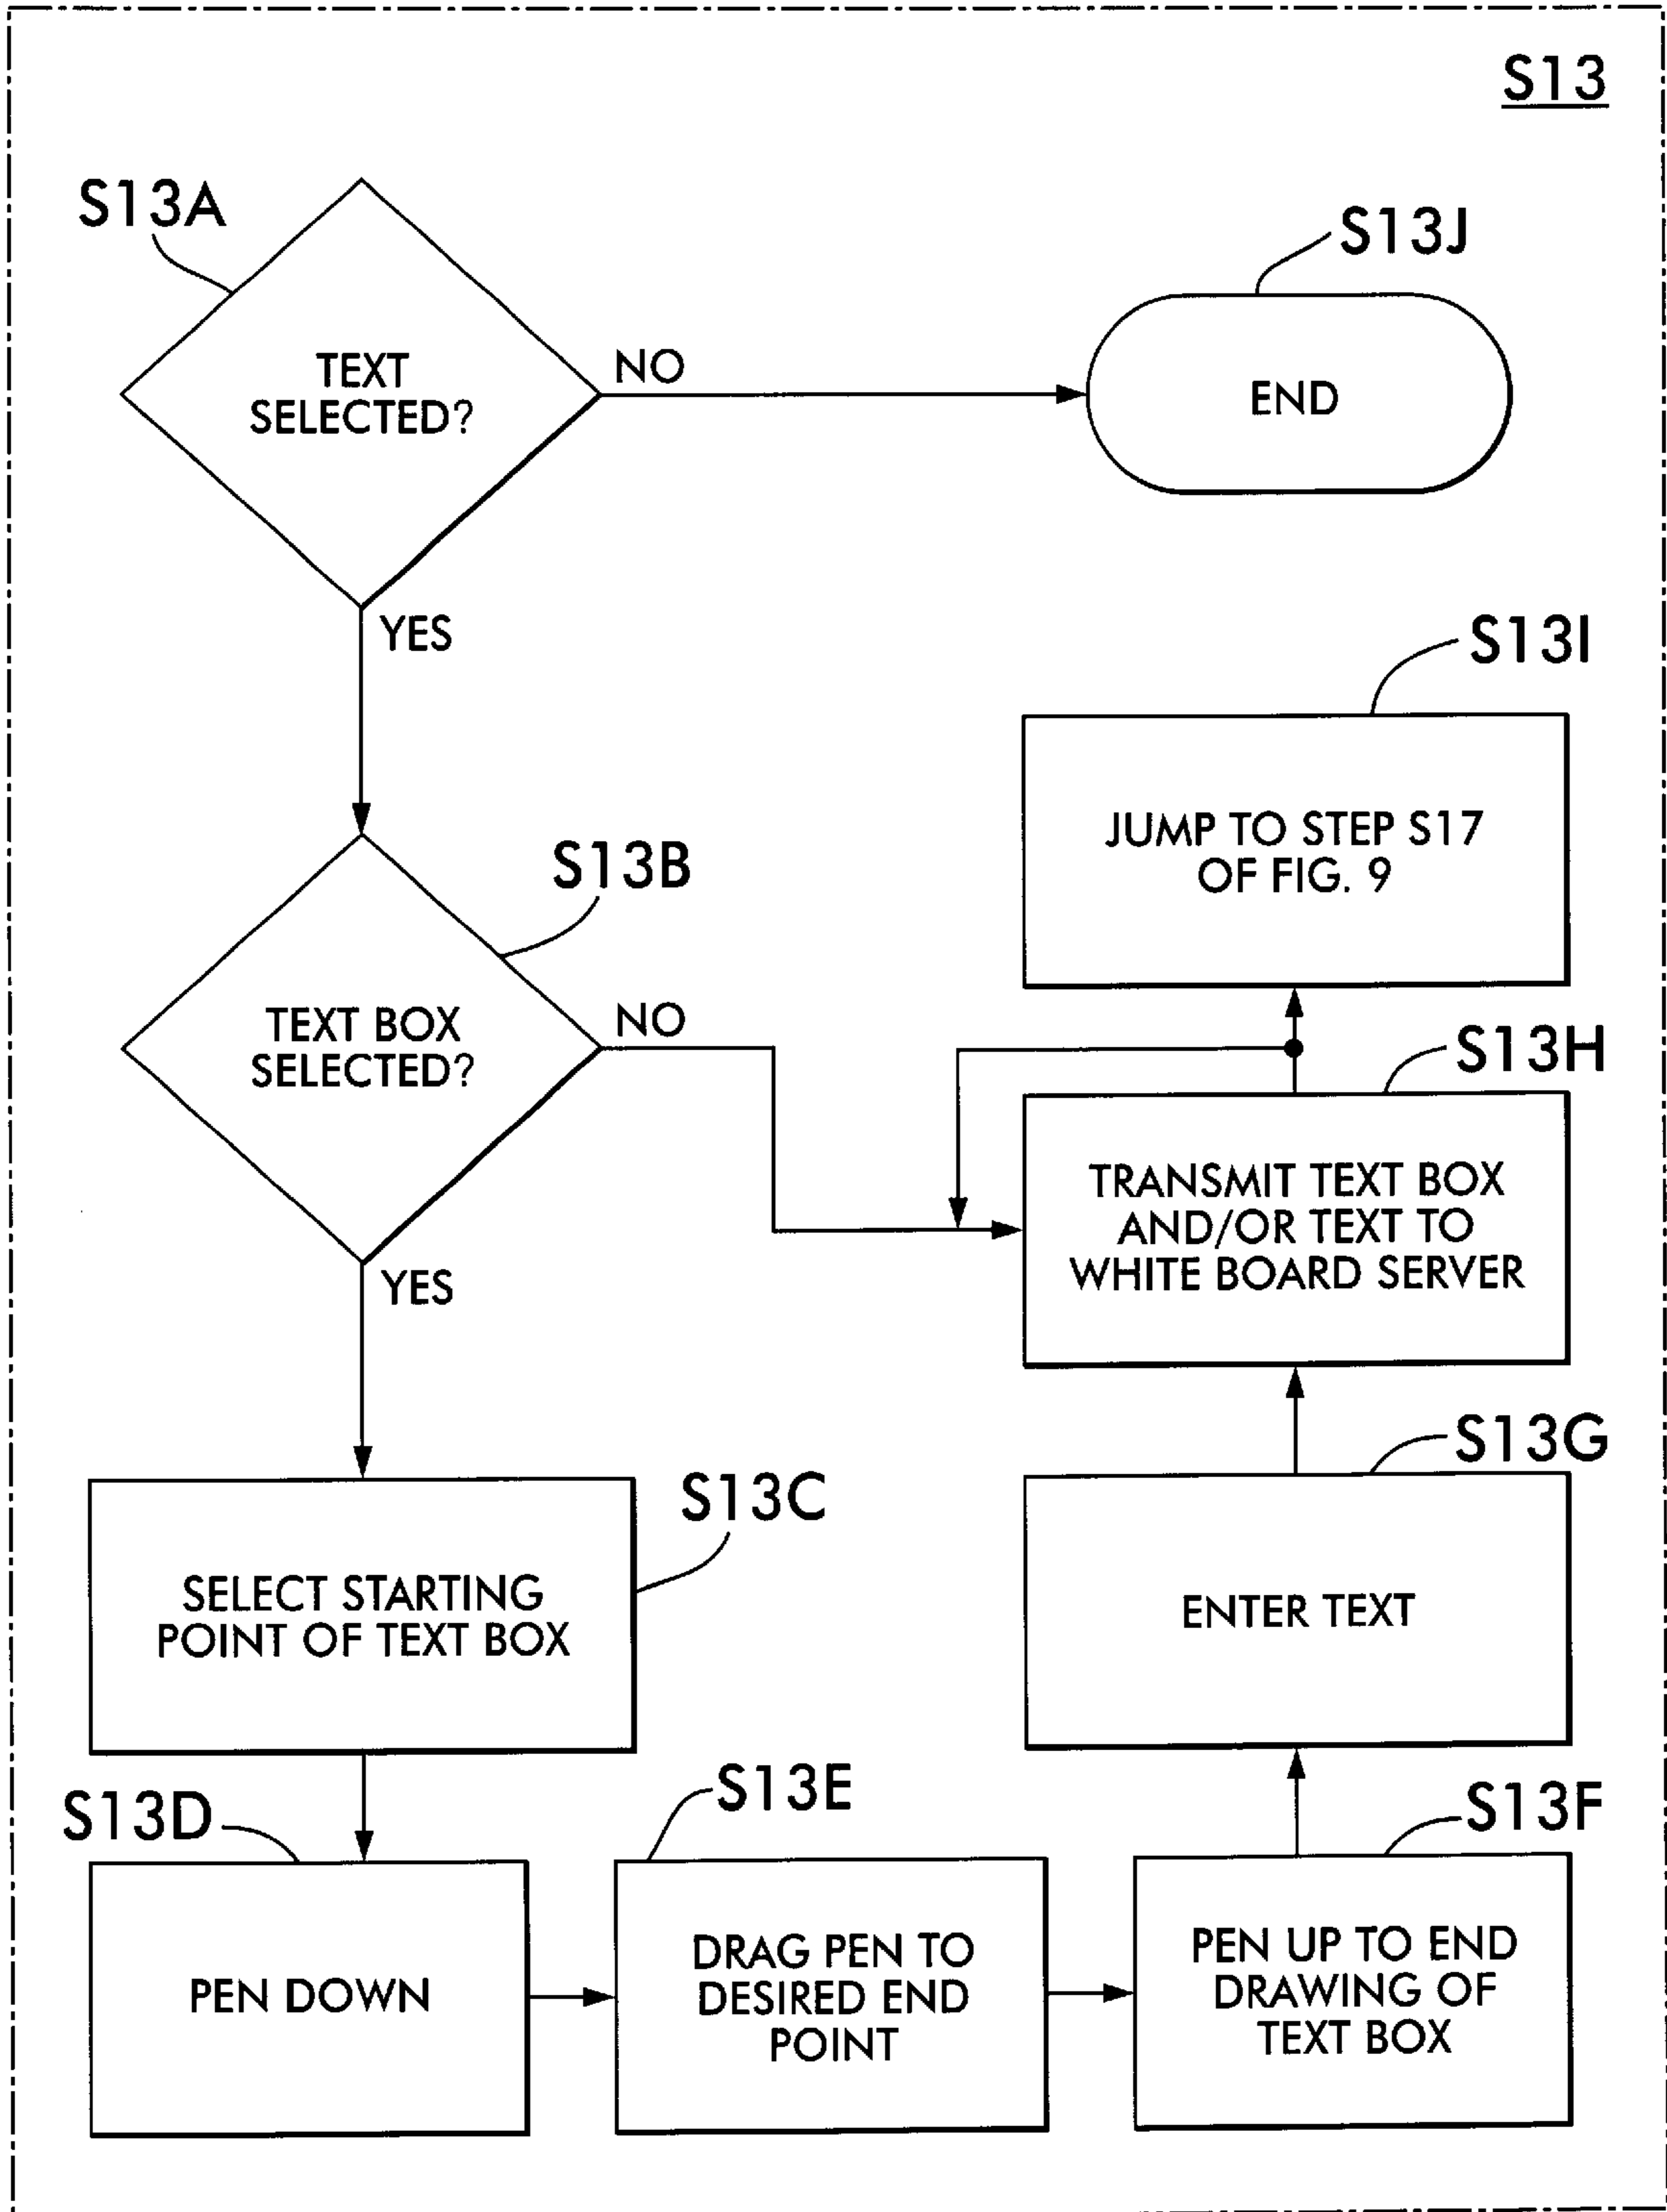 S13
S13A
TEXT
SELECTED?
NO
S13J
END
YES
S13B
TEXT BOX
SELECTED?
NO
YES
S13I
JUMP TO STEP S17
OF FIG. 9
S13H
TRANSMIT TEXT BOX
AND/OR TEXT TO
WHITE BOARD SERVER
S13C
SELECT STARTING
POINT OF TEXT BOX
S13G
ENTER TEXT
S13D
PEN DOWN
S13E
DRAG PEN TO
DESIRED END
POINT
S13F
PEN UP TO END
DRAWING OF
TEXT BOX